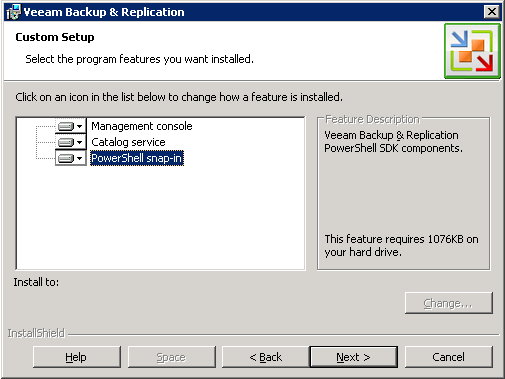 Veeam Backup & Replication
Custom Setup
Select the program features you want installed.
Click on an icon in the list below to change how a feature is installed.
Management console
Catalog service
PowerShell snap-in
Feature Description
Veeam Backup & Replication
PowerShell SDK components.
This feature requires 1076KB on
your hard drive.
Install to:
Change...
InstallShield
Help
Space
< Back
Next >
Cancel